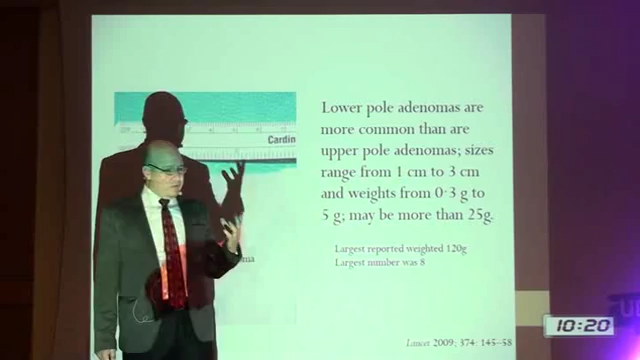 Cardin
Lower pole adenomas are
more common than are
upper pole adenomas; sizes
range from 1 cm to 3 cm
and weights from 0·3 g to
5 g; may be more than 25g.
Largest reported weighted 120g
Largest number was 8
Lancet 2009; 374: 145–58
10:20